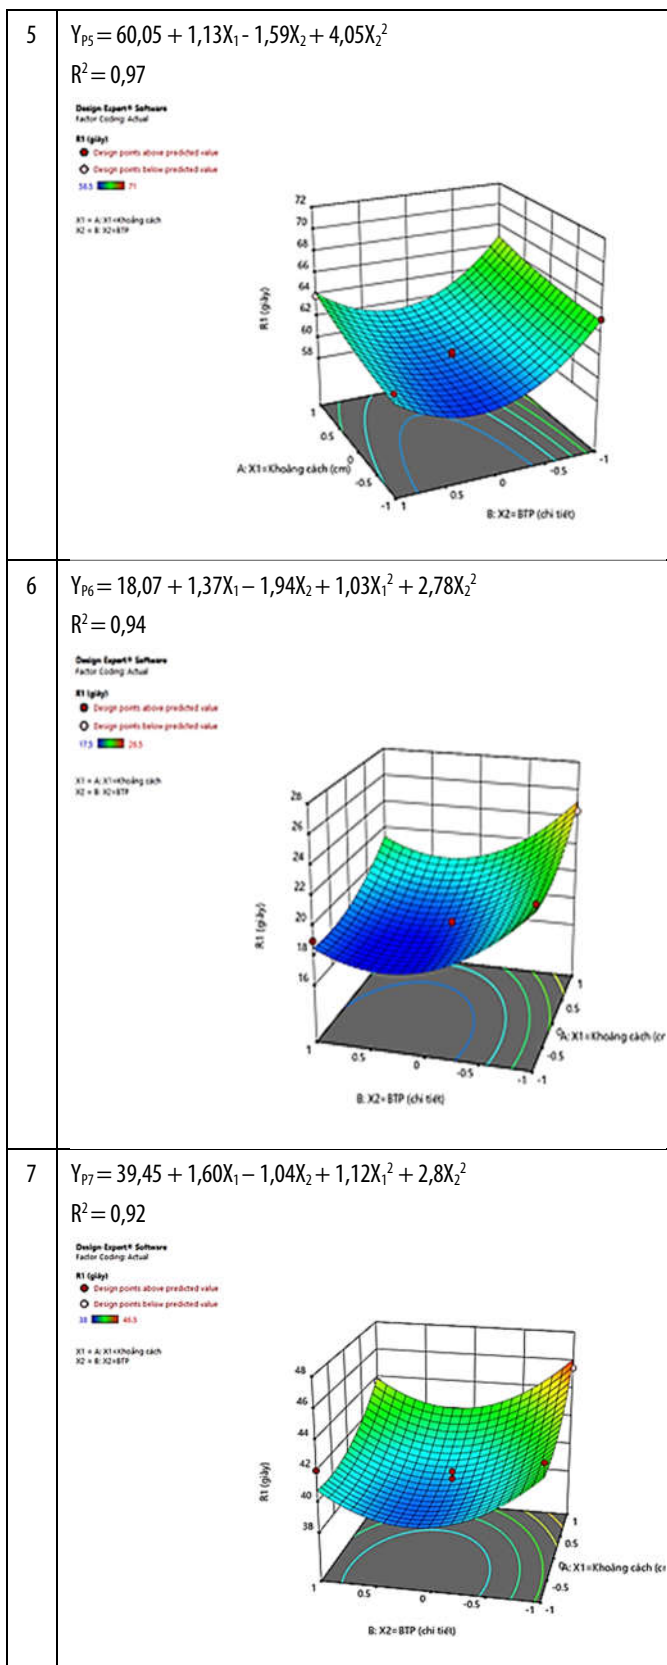 5
Y_P5 = 60,05 + 1,13X₁ - 1,59X₂ + 4,05X₂²
R² = 0,97
Design-Expert® Software
Factor Coding: Actual
R1 (giây)
Design points above predicted value
Design points below predicted value
58.5 71
X1 = A: X1=Khoảng cách
X2 = B: X2=BTP
72
70
68
66
64
62
60
58
R1 (giây)
1
0.5
0
-0.5
-1
A: X1=Khoảng cách (cm)
1
0.5
0
-0.5
-1
B: X2=BTP (chi tiết)
6
Y_P6 = 18,07 + 1,37X₁ – 1,94X₂ + 1,03X₁² + 2,78X₂²
R² = 0,94
Design-Expert® Software
Factor Coding: Actual
R1 (giây)
Design points above predicted value
Design points below predicted value
17.5 26.5
X1 = A: X1=Khoảng cách
X2 = B: X2=BTP
28
26
24
22
20
18
16
R1 (giây)
1
0.5
0
-0.5
-1
A: X1=Khoảng cách (cr
1
0.5
0
-0.5
-1
B: X2=BTP (chi tiết)
7
Y_P7 = 39,45 + 1,60X₁ – 1,04X₂ + 1,12X₁² + 2,8X₂²
R² = 0,92
Design-Expert® Software
Factor Coding: Actual
R1 (giây)
Design points above predicted value
Design points below predicted value
38 46.5
X1 = A: X1=Khoảng cách
X2 = B: X2=BTP
48
46
44
42
40
38
R1 (giây)
1
0.5
0
-0.5
-1
A: X1=Khoảng cách (cr
1
0.5
0
-0.5
-1
B: X2=BTP (chi tiết)